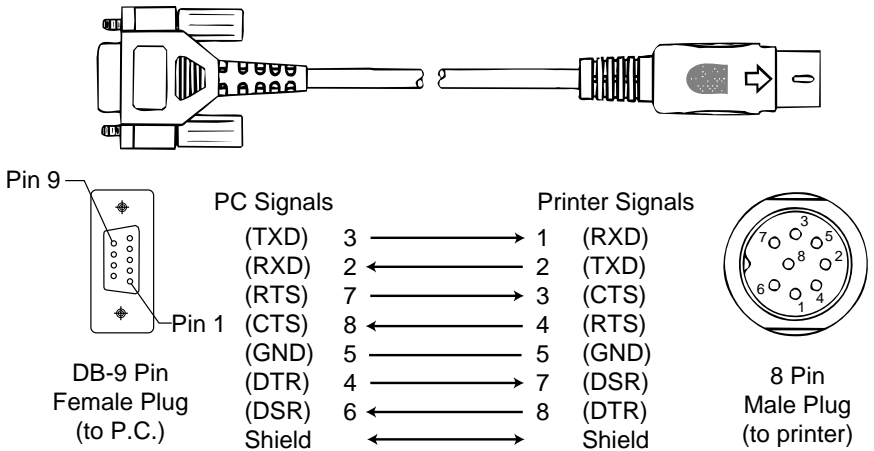 Pin 9
PC Signals Printer Signals
(TXD) 3 1 (RXD)
(RXD) 2 2 (TXD)
(RTS) 7 3 (CTS)
(CTS) 8 4 (RTS)
(GND) 5 5 (GND)
(DTR) 4 7 (DSR)
(DSR) 6 8 (DTR)
Shield Shield
Pin 1
DB-9 Pin
Female Plug
(to P.C.)
3
7 5
8 2
6 4
1
8 Pin
Male Plug
(to printer)